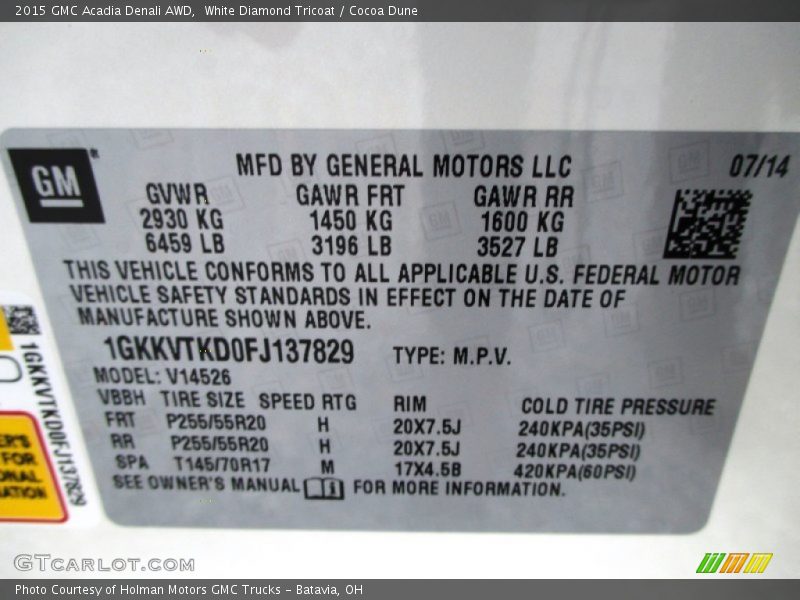 2015 GMC Acadia Denali AWD,  White Diamond Tricoat / Cocoa Dune
GM
MFD BY GENERAL MOTORS LLC
07/14
GVWR GAWR FRT GAWR RR
2930 KG 1450 KG 1600 KG
6459 LB 3196 LB 3527 LB
THIS VEHICLE CONFORMS TO ALL APPLICABLE U.S. FEDERAL MOTOR
VEHICLE SAFETY STANDARDS IN EFFECT ON THE DATE OF
MANUFACTURE SHOWN ABOVE.
1GKKVTKD0FJ137829 TYPE: M.P.V.
MODEL: V14526
VBBH TIRE SIZE SPEED RTG RIM COLD TIRE PRESSURE
FRT P255/55R20 H 20X7.5J 240KPA(35PSI)
RR P255/55R20 H 20X7.5J 240KPA(35PSI)
SPA T145/70R17 M 17X4.5B 420KPA(60PSI)
SEE OWNER'S MANUAL FOR MORE INFORMATION.
1GKKVTKD0FJ137829
ER'S
FOR
ONAL
ATION
GTCARLOT.COM
Photo Courtesy of Holman Motors GMC Trucks – Batavia, OH